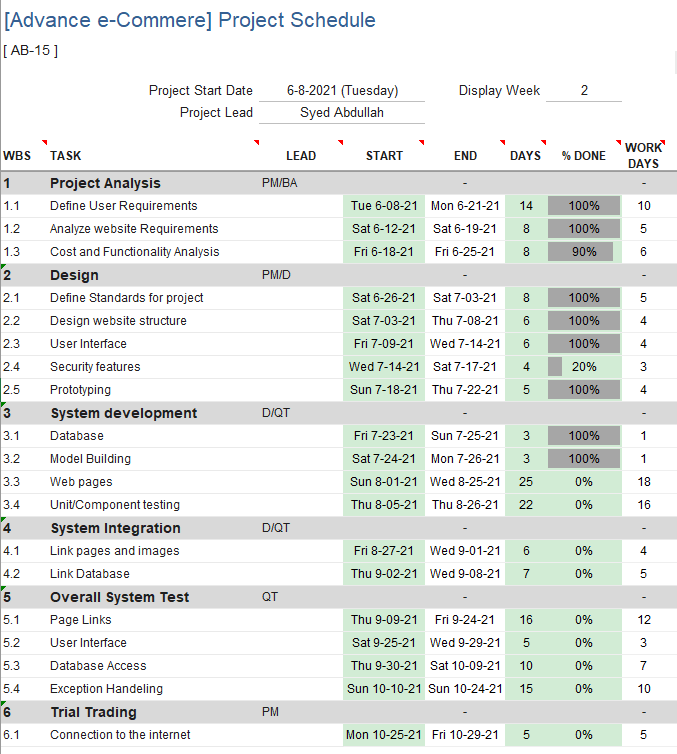 [Advance e-Commere] Project Schedule
[ AB-15 ]
Project Start Date 6-8-2021 (Tuesday) Display Week 2
Project Lead Syed Abdullah
WBS TASK LEAD START END DAYS % DONE WORK DAYS
1 Project Analysis PM/BA - -
1.1 Define User Requirements Tue 6-08-21 Mon 6-21-21 14 100% 10
1.2 Analyze website Requirements Sat 6-12-21 Sat 6-19-21 8 100% 5
1.3 Cost and Functionality Analysis Fri 6-18-21 Fri 6-25-21 8 90% 6
2 Design PM/D - -
2.1 Define Standards for project Sat 6-26-21 Sat 7-03-21 8 100% 5
2.2 Design website structure Sat 7-03-21 Thu 7-08-21 6 100% 4
2.3 User Interface Fri 7-09-21 Wed 7-14-21 6 100% 4
2.4 Security features Wed 7-14-21 Sat 7-17-21 4 20% 3
2.5 Prototyping Sun 7-18-21 Thu 7-22-21 5 100% 4
3 System development D/QT - -
3.1 Database Fri 7-23-21 Sun 7-25-21 3 100% 1
3.2 Model Building Sat 7-24-21 Mon 7-26-21 3 100% 1
3.3 Web pages Sun 8-01-21 Wed 8-25-21 25 0% 18
3.4 Unit/Component testing Thu 8-05-21 Thu 8-26-21 22 0% 16
4 System Integration D/QT - -
4.1 Link pages and images Fri 8-27-21 Wed 9-01-21 6 0% 4
4.2 Link Database Thu 9-02-21 Wed 9-08-21 7 0% 5
5 Overall System Test QT - -
5.1 Page Links Thu 9-09-21 Fri 9-24-21 16 0% 12
5.2 User Interface Sat 9-25-21 Wed 9-29-21 5 0% 3
5.3 Database Access Thu 9-30-21 Sat 10-09-21 10 0% 7
5.4 Exception Handeling Sun 10-10-21 Sun 10-24-21 15 0% 10
6 Trial Trading PM - -
6.1 Connection to the internet Mon 10-25-21 Fri 10-29-21 5 0% 5